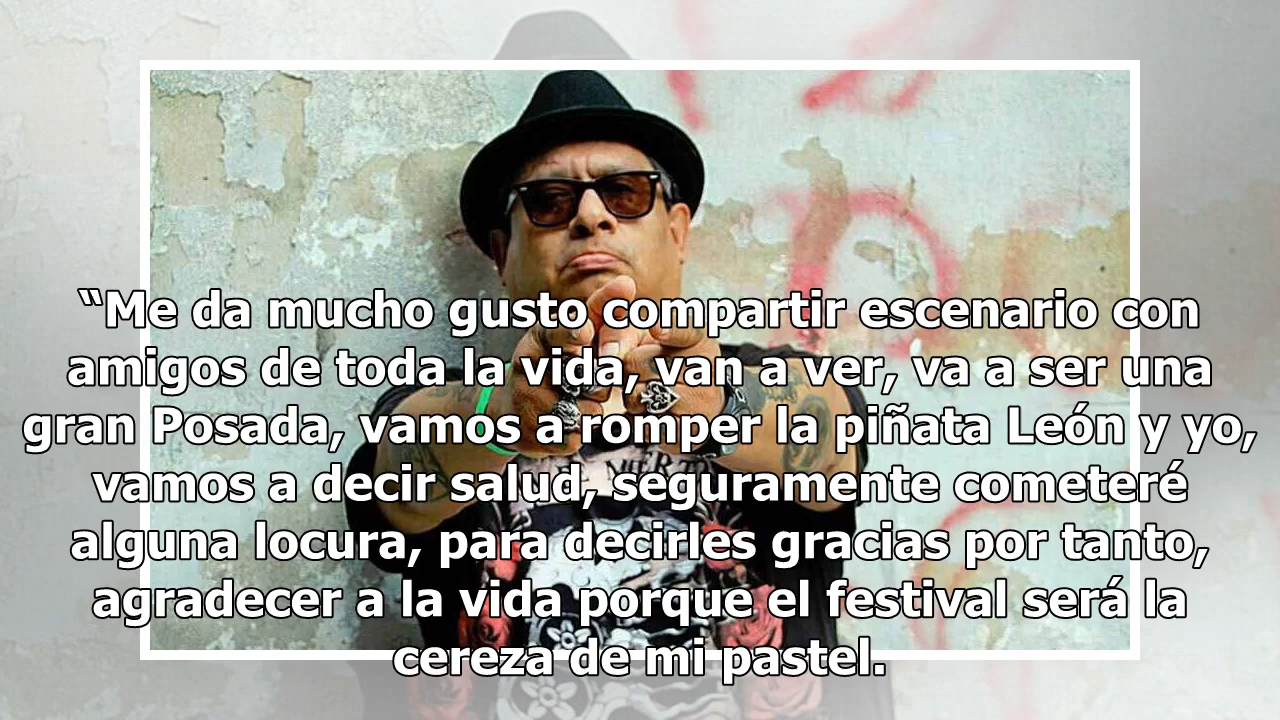 “Me da mucho gusto compartir escenario con
amigos de toda la vida, van a ver, va a ser una
gran Posada, vamos a romper la piñata León y yo,
vamos a decir salud, seguramente cometeré
alguna locura, para decirles gracias por tanto,
agradecer a la vida porque el festival será la
cereza de mi pastel.